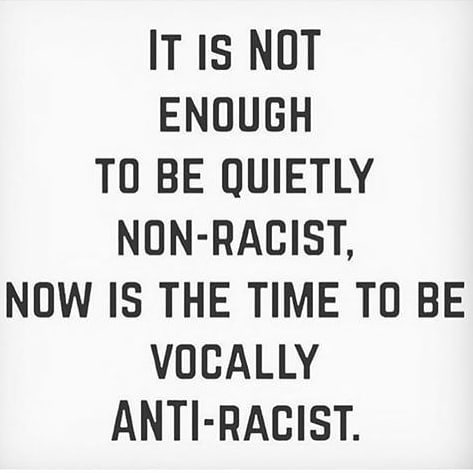 IT IS NOT
ENOUGH
TO BE QUIETLY
NON-RACIST,
NOW IS THE TIME TO BE
VOCALLY
ANTI-RACIST.